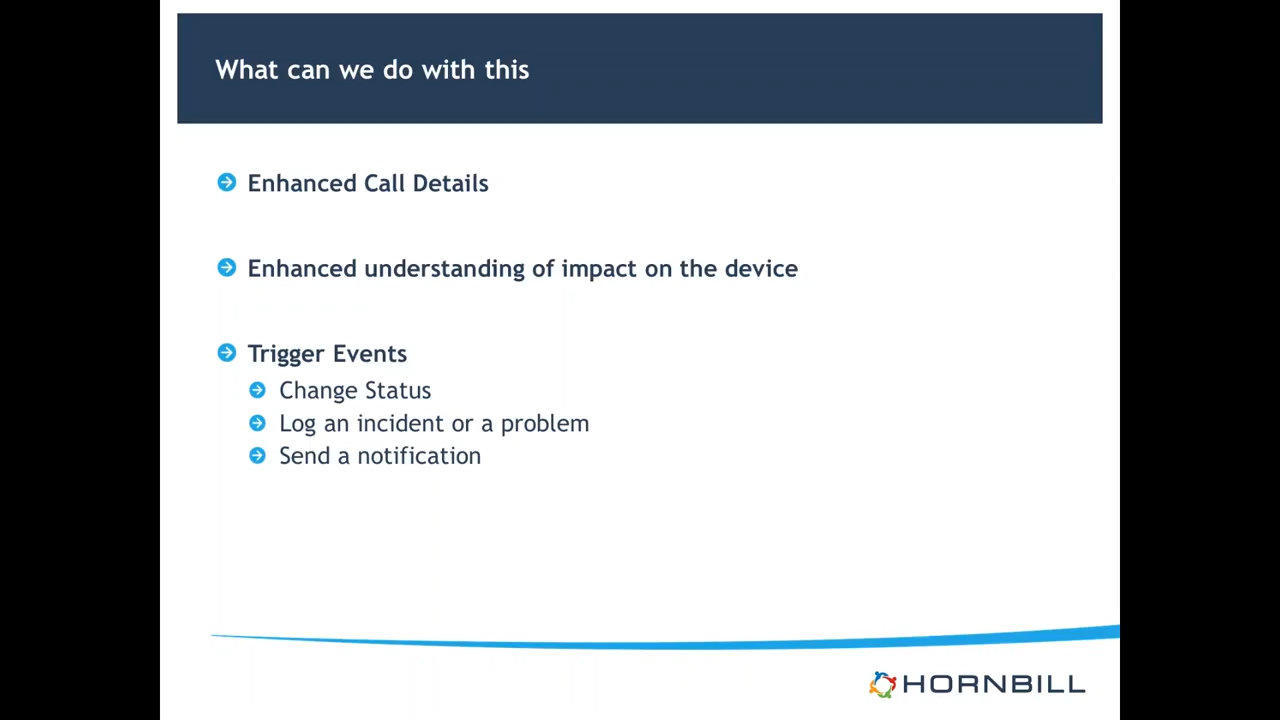 What can we do with this
Enhanced Call Details
Enhanced understanding of impact on the device
Trigger Events
Change Status
Log an incident or a problem
Send a notification
HORNBILL